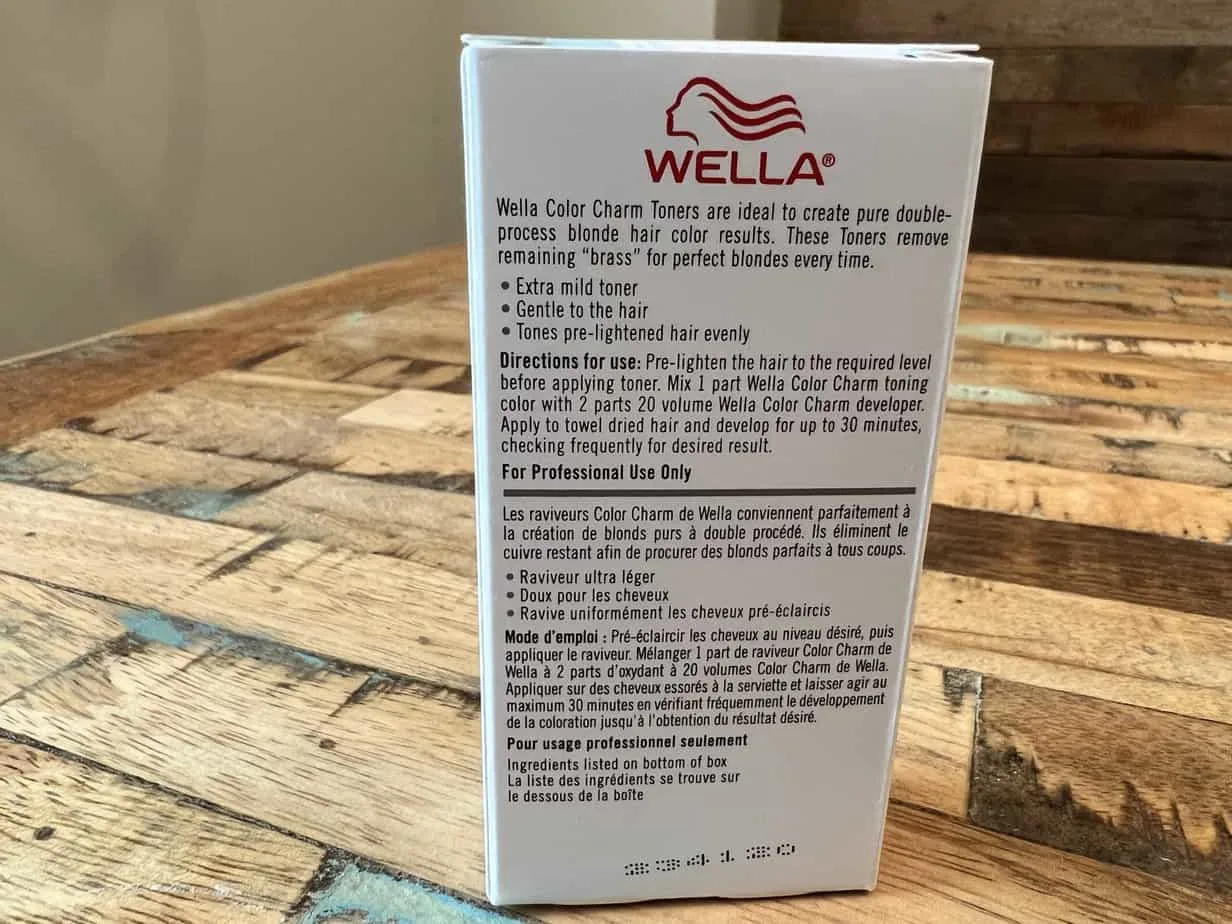 WELLA®
Wella Color Charm Toners are ideal to create pure double-
process blonde hair color results. These Toners remove
remaining “brass” for perfect blondes every time.
• Extra mild toner
• Gentle to the hair
• Tones pre-lightened hair evenly
Directions for use: Pre-lighten the hair to the required level
before applying toner. Mix 1 part Wella Color Charm toning
color with 2 parts 20 volume Wella Color Charm developer.
Apply to towel dried hair and develop for up to 30 minutes,
checking frequently for desired result.
For Professional Use Only
Les raviveurs Color Charm de Wella conviennent parfaitement à
la création de blonds purs à double procédé. Ils éliminent le
cuivre restant afin de procurer des blonds parfaits à tous coups.
• Raviveur ultra léger
• Doux pour les cheveux
• Ravive uniformément les cheveux pré-éclaircis
Mode d'emploi : Pré-éclaircir les cheveux au niveau désiré, puis
appliquer le raviveur. Mélanger 1 part de raviveur Color Charm de
Wella à 2 parts d'oxydant à 20 volumes Color Charm de Wella.
Appliquer sur des cheveux essorés à la serviette et laisser agir au
maximum 30 minutes en vérifiant fréquemment le développement
de la coloration jusqu'à l'obtention du résultat désiré.
Pour usage professionnel seulement
Ingredients listed on bottom of box
La liste des ingrédients se trouve sur
le dessous de la boîte